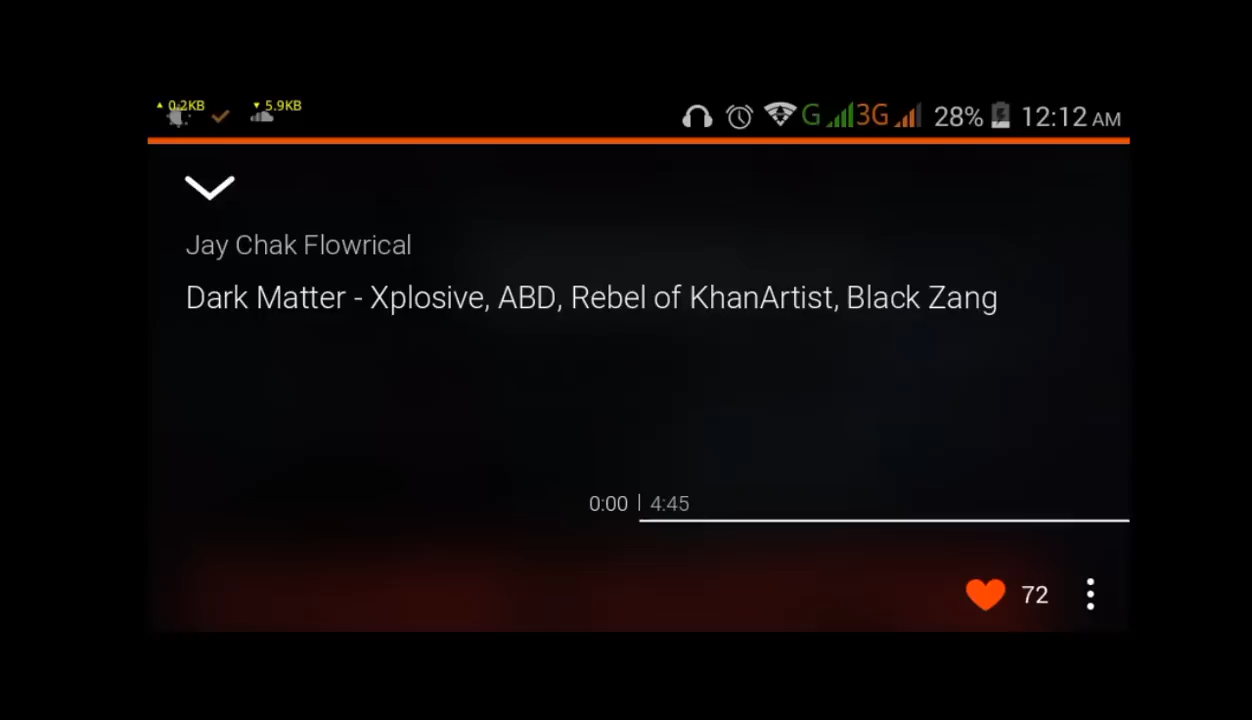 ▲ 0.2KB ▼ 5.9KB G 3G 28% 12:12 AM
Jay Chak Flowrical
Dark Matter - Xplosive, ABD, Rebel of KhanArtist, Black Zang
0:00 | 4:45
72